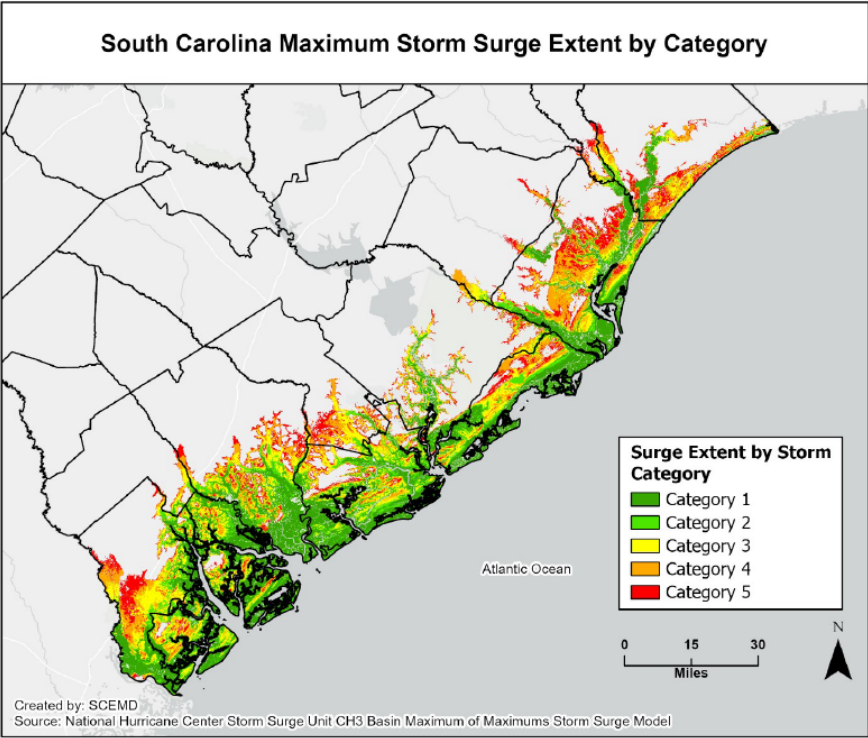 South Carolina Maximum Storm Surge Extent by Category
Surge Extent by Storm
Category
Category 1
Category 2
Category 3
Category 4
Category 5
Atlantic Ocean
N
0 15 30
Miles
Created by: SCEMD
Source: National Hurricane Center Storm Surge Unit CH3 Basin Maximum of Maximums Storm Surge Model